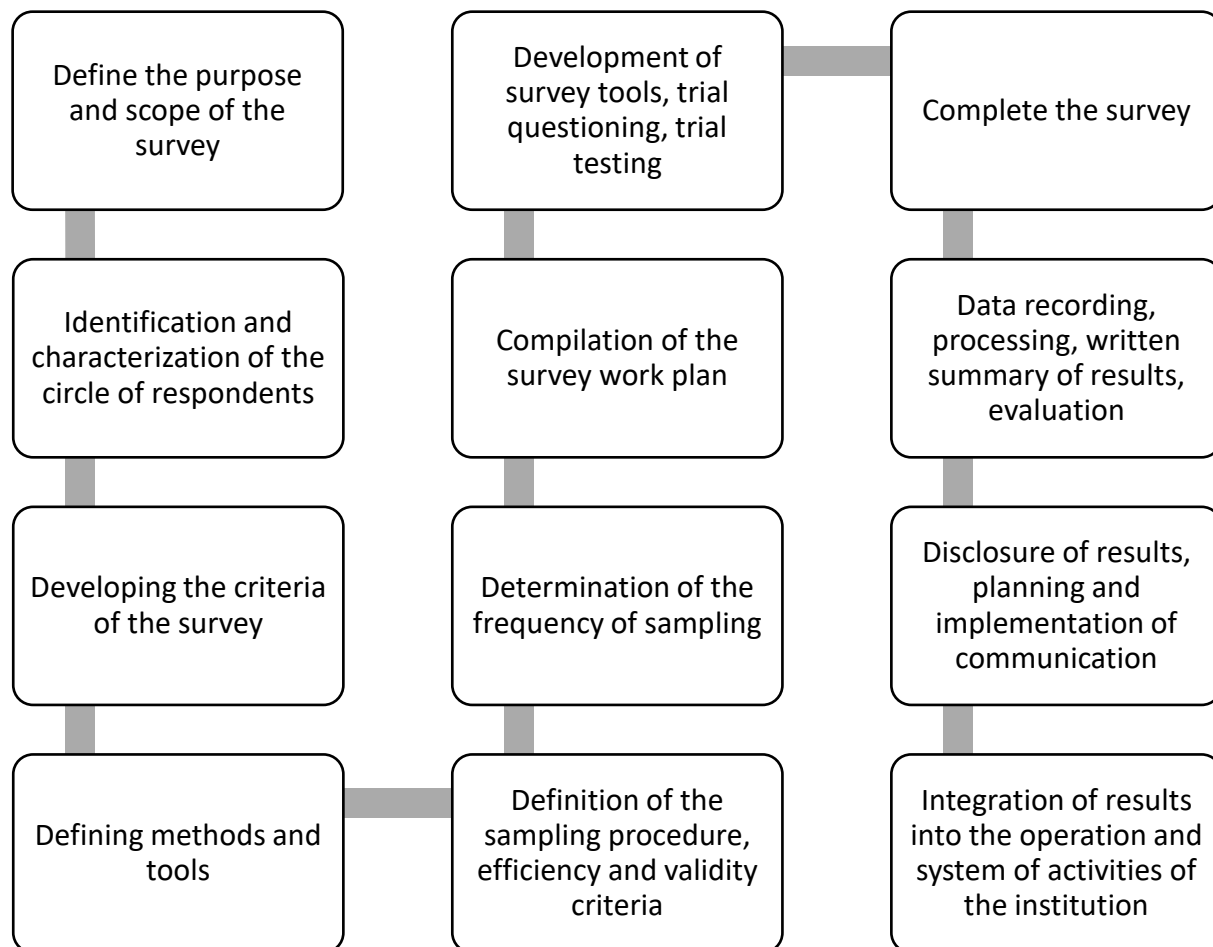 Define the purpose
and scope of the
survey
Identification and
characterization of the
circle of respondents
Developing the criteria
of the survey
Defining methods and
tools
Definition of the
sampling procedure,
efficiency and validity
criteria
Determination of the
frequency of sampling
Compilation of the
survey work plan
Development of
survey tools, trial
questioning, trial
testing
Complete the survey
Data recording,
processing, written
summary of results,
evaluation
Disclosure of results,
planning and
implementation of
communication
Integration of results
into the operation and
system of activities of
the institution